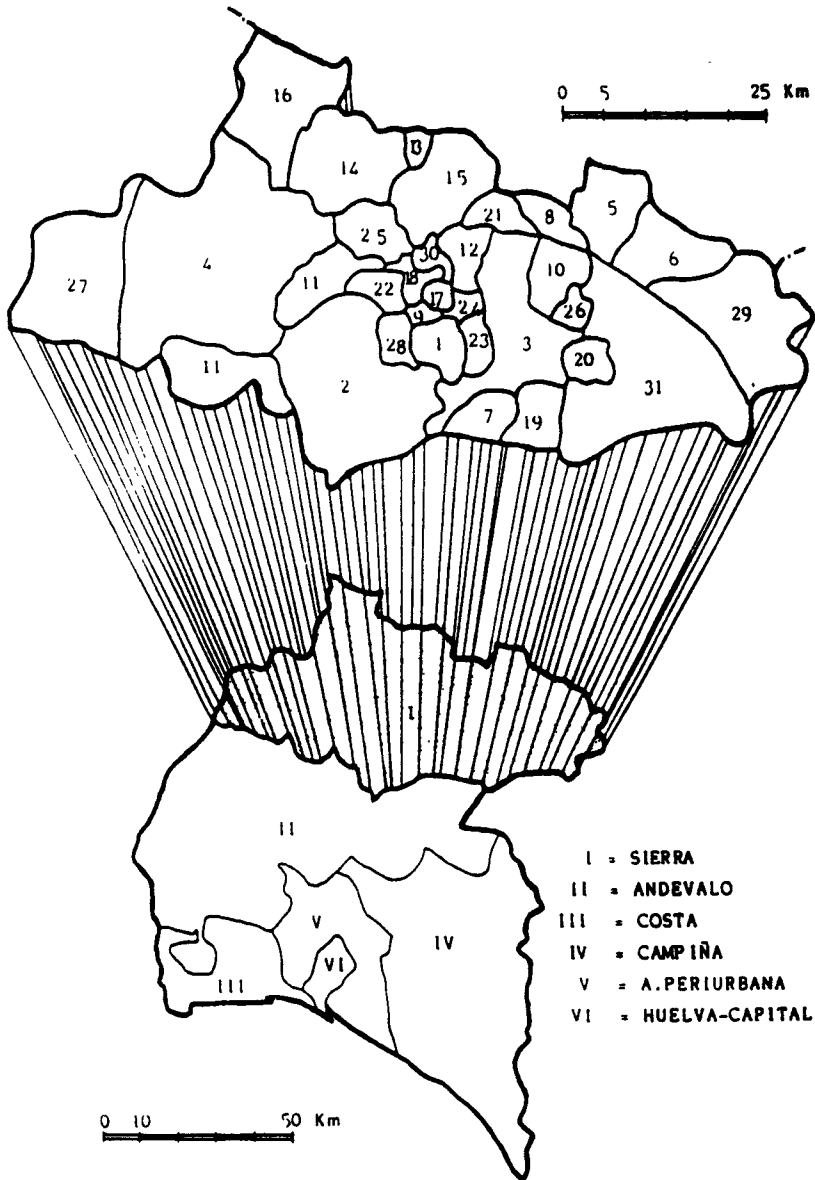 0 5 25 Km
16
13
14
15
5
21
8
25
12
6
30
4
10
11
18
27
22
17
24
26
29
9
28
1
23
3
20
11
2
31
7
19
I
II
I = SIERRA
II = ANDEVALO
III = COSTA
IV = CAMPIÑA
V = A.PERIURBANA
VI = HUELVA-CAPITAL
V
IV
VI
III
0 10 50 Km